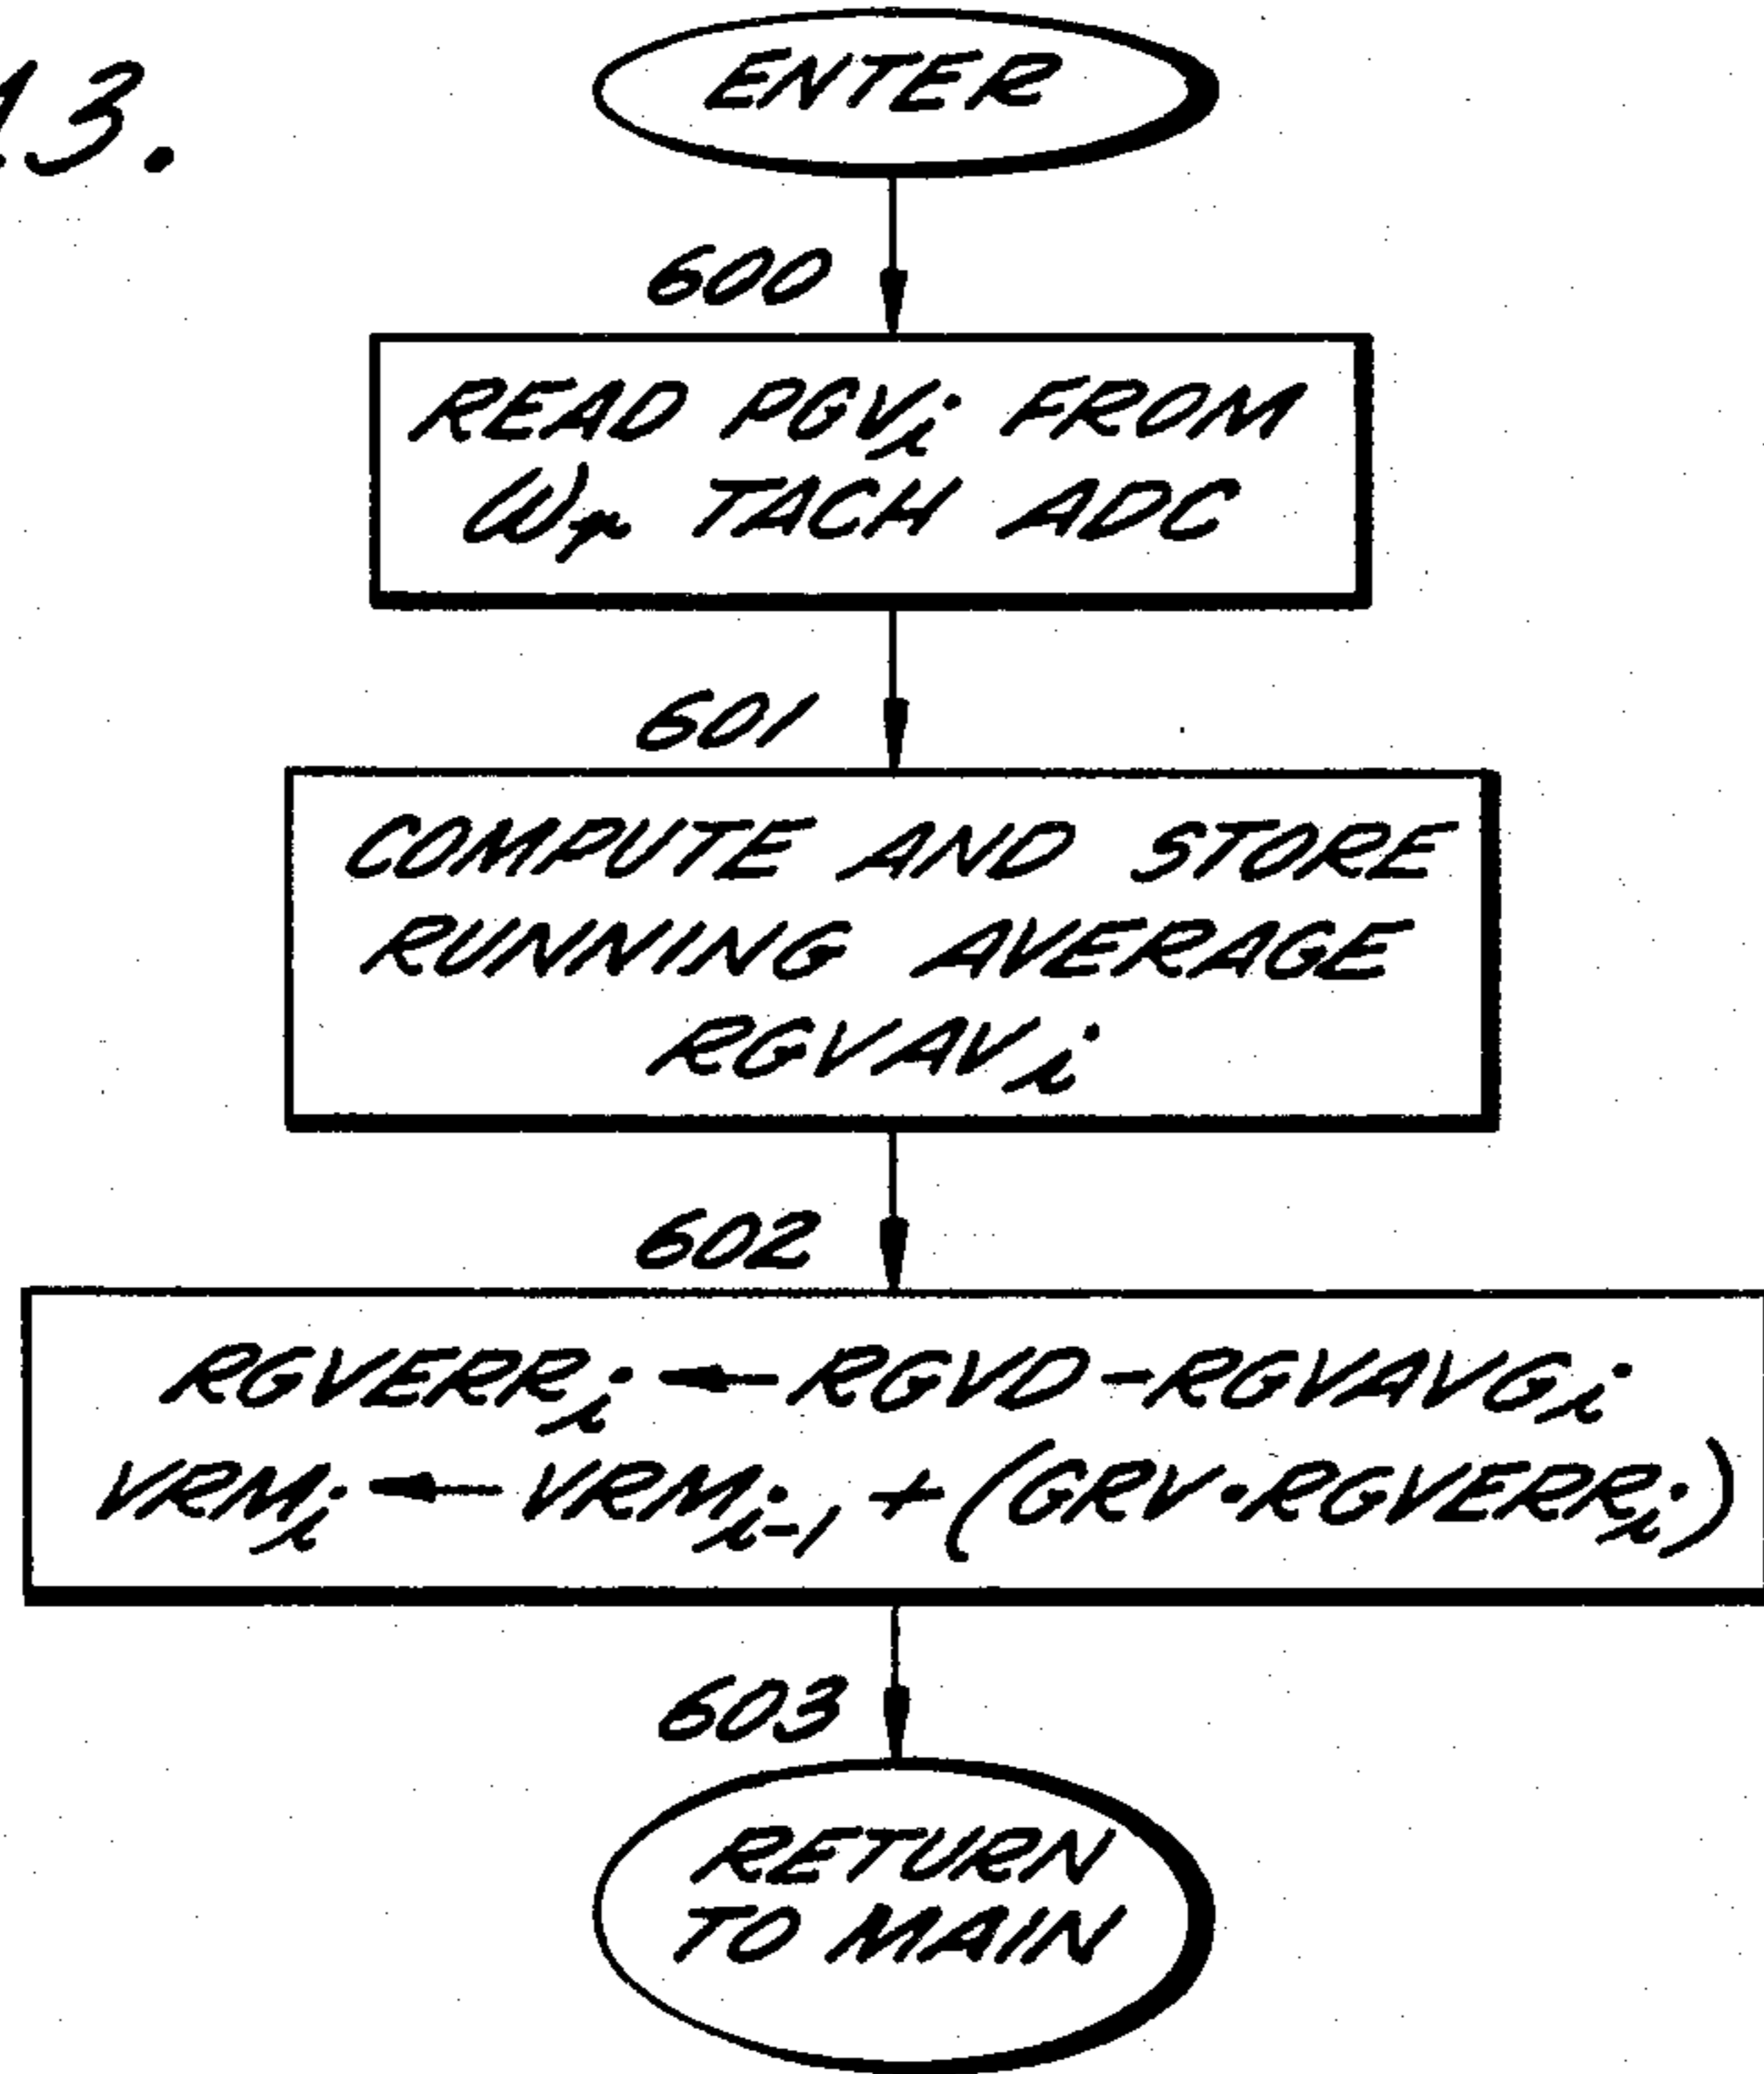 13.
ENTER
600
READ PGVi FROM
Wr TACH ADC
601
COMPUTE AND STORE
RUNNING AVERAGE
RGVAVi
602
RGVERRi ← RGVD-RGVAVGi
VRMi ← VRMi-1 + (GRV·RGVERRi)
603
RETURN
TO MAIN